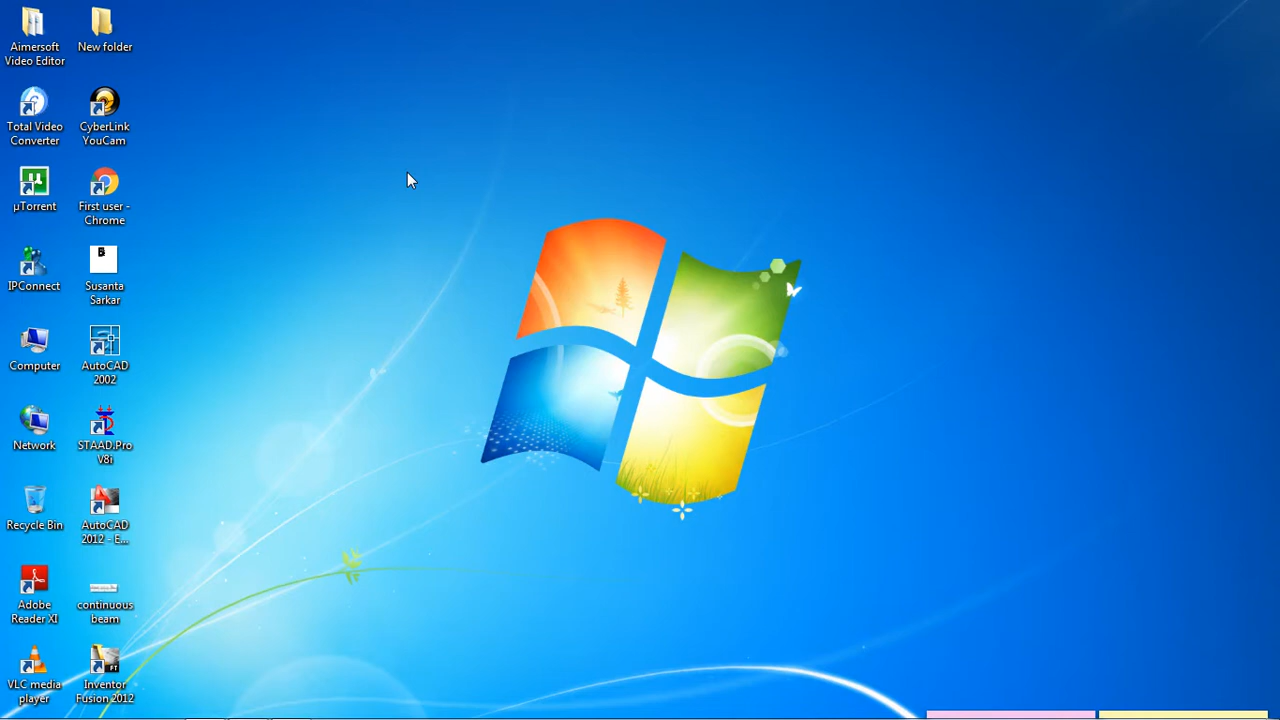 Aimersoft
Video Editor
New folder
Total Video
Converter
CyberLink
YouCam
µTorrent
First user -
Chrome
IPConnect
Susanta
Sarkar
Computer
AutoCAD
2002
Network
STAAD.Pro
V8i
Recycle Bin
AutoCAD
2012 - E...
Adobe
Reader XI
continuous
beam
VLC media
player
Inventor
Fusion 2012